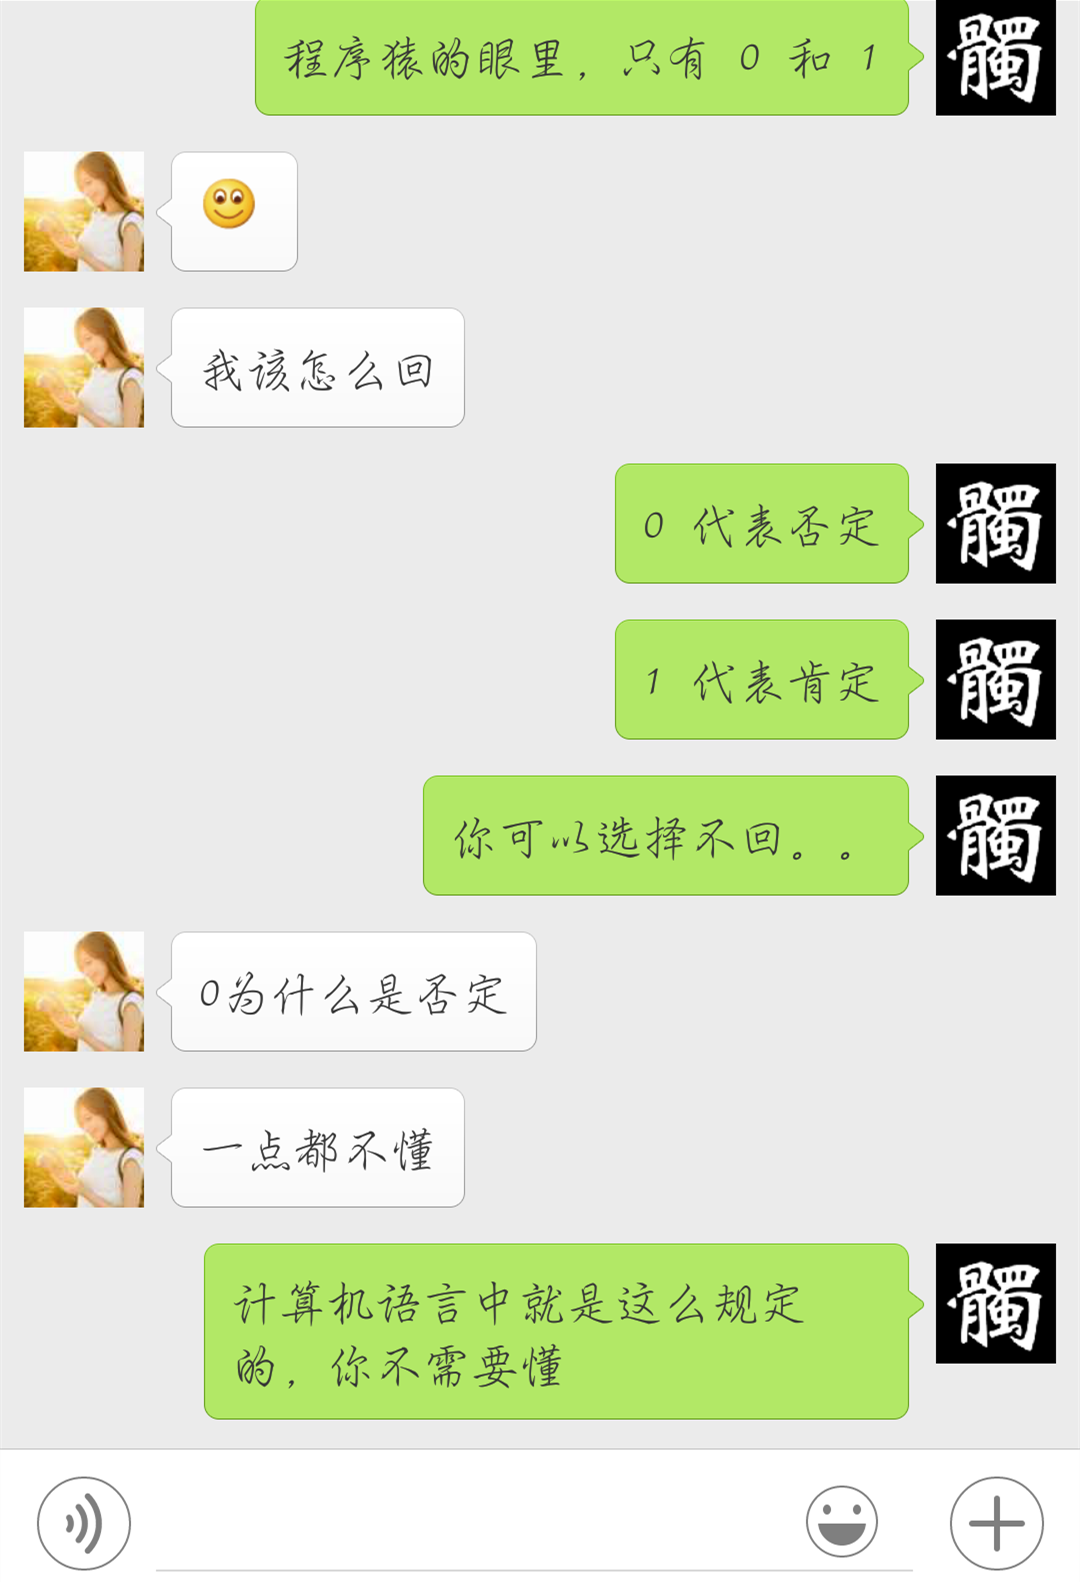 程序猿的眼里，只有 0 和 1
髑
我该怎么回
0 代表否定
髑
1 代表肯定
髑
你可以选择不回。。
髑
0为什么是否定
一点都不懂
计算机语言中就是这么规定
的，你不需要懂
髑